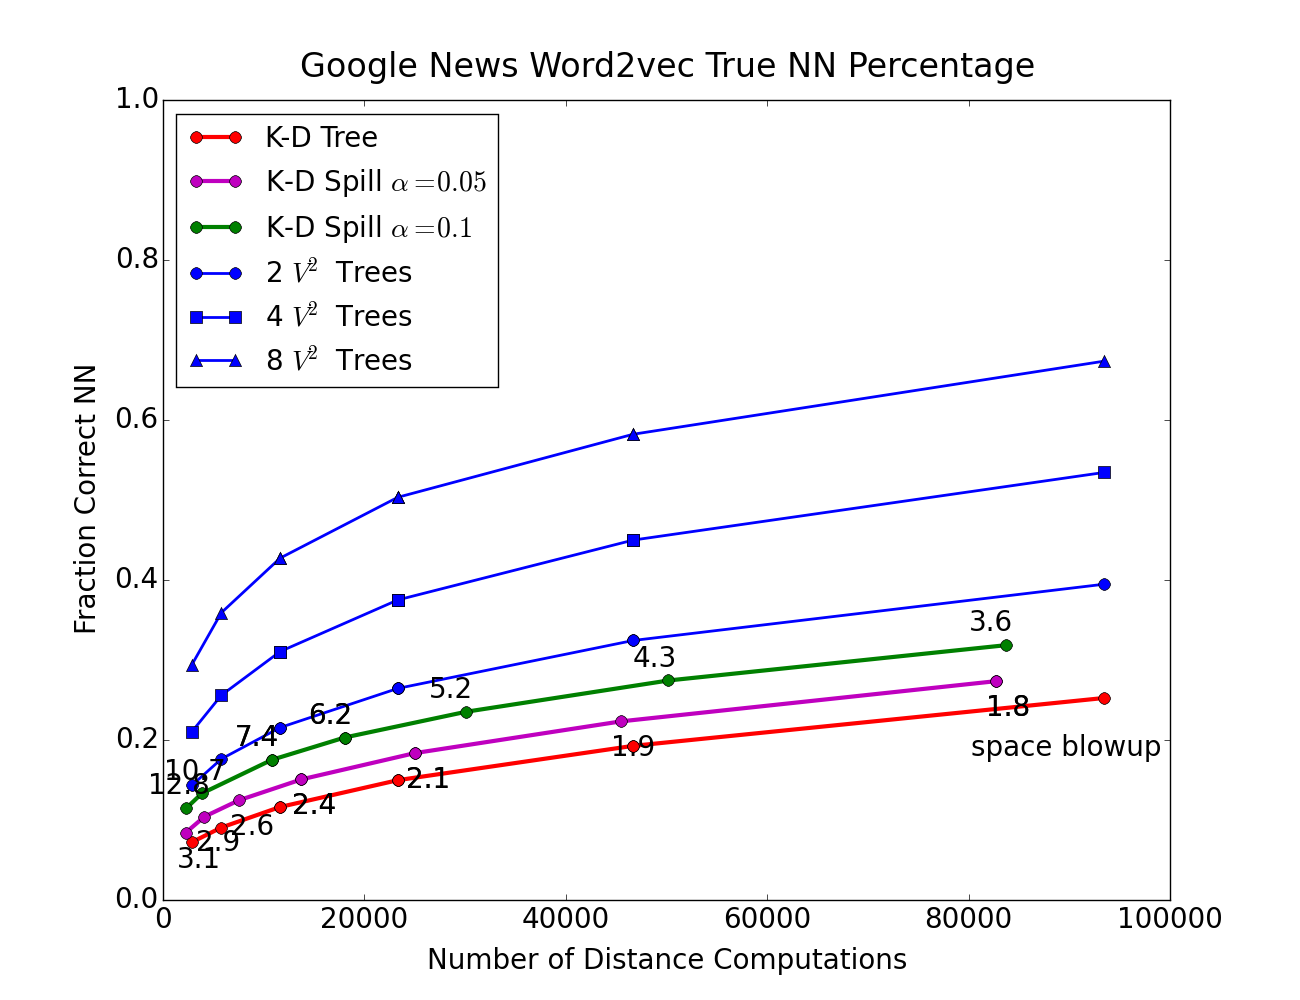 Google News Word2vec True NN Percentage
K-D Tree
K-D Spill α=0.05
K-D Spill α=0.1
2 V² Trees
4 V² Trees
8 V² Trees
Fraction Correct NN
1.0
0.8
0.6
0.4
0.2
0.0
3.6
4.3
5.2
6.2
7.4
10.7
12.8
1.8
space blowup
1.9
2.1
2.4
2.6
2.9
3.1
0
20000
40000
60000
80000
100000
Number of Distance Computations